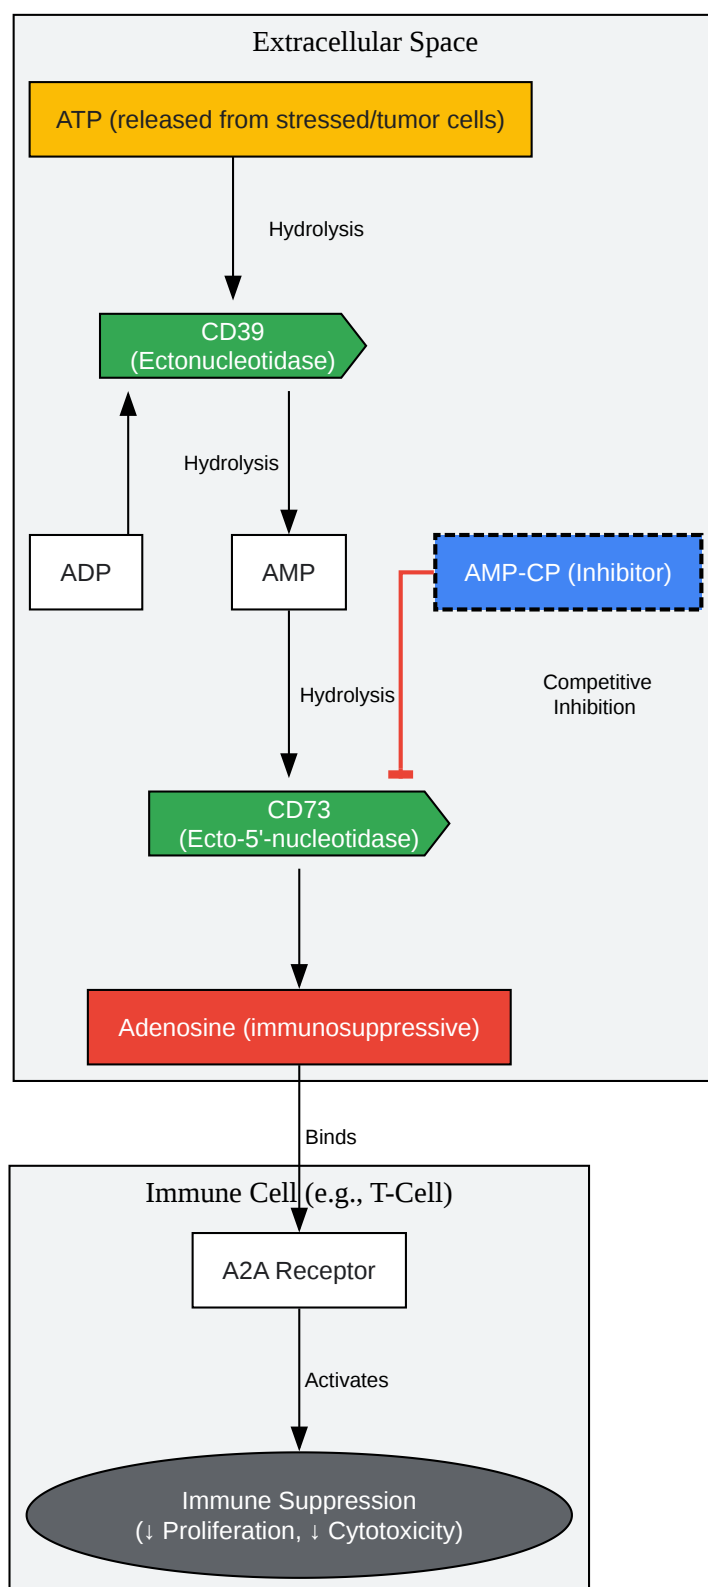 Extracellular Space
ATP (released from stressed/tumor cells)
Hydrolysis
CD39
(Ectonucleotidase)
Hydrolysis
ADP
AMP
AMP-CP (Inhibitor)
Hydrolysis
Competitive
Inhibition
CD73
(Ecto-5'-nucleotidase)
Adenosine (immunosuppressive)
Binds
Immune Cell (e.g., T-Cell)
A2A Receptor
Activates
Immune Suppression
(↓ Proliferation, ↓ Cytotoxicity)